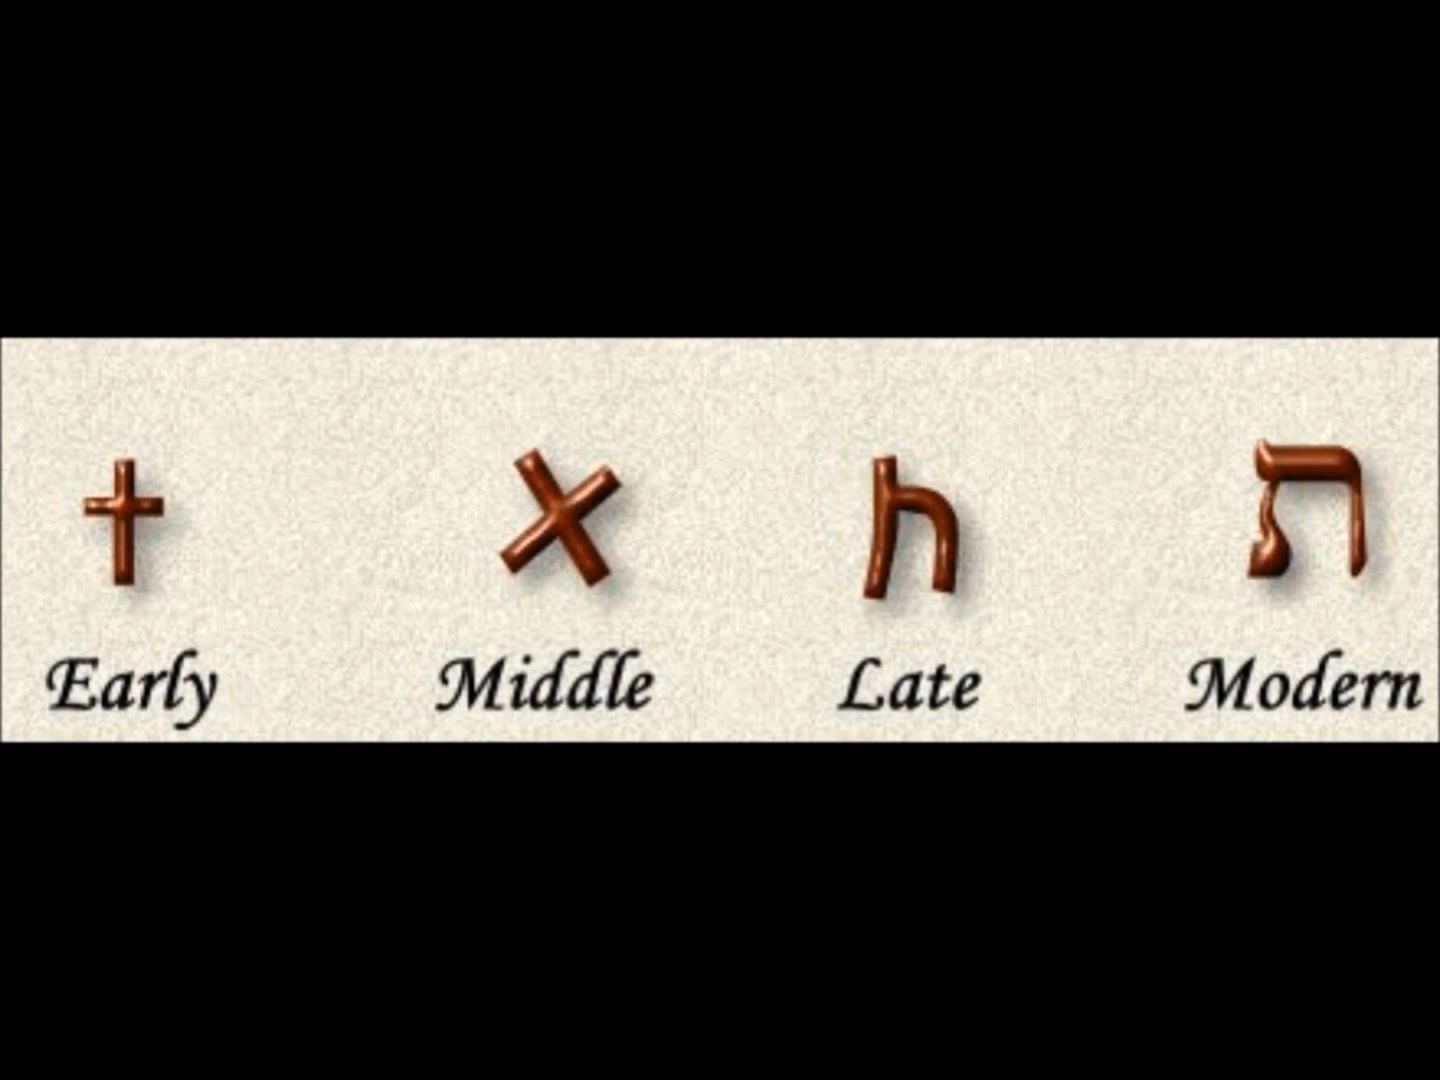 † × ℎ ת
Early Middle Late Modern